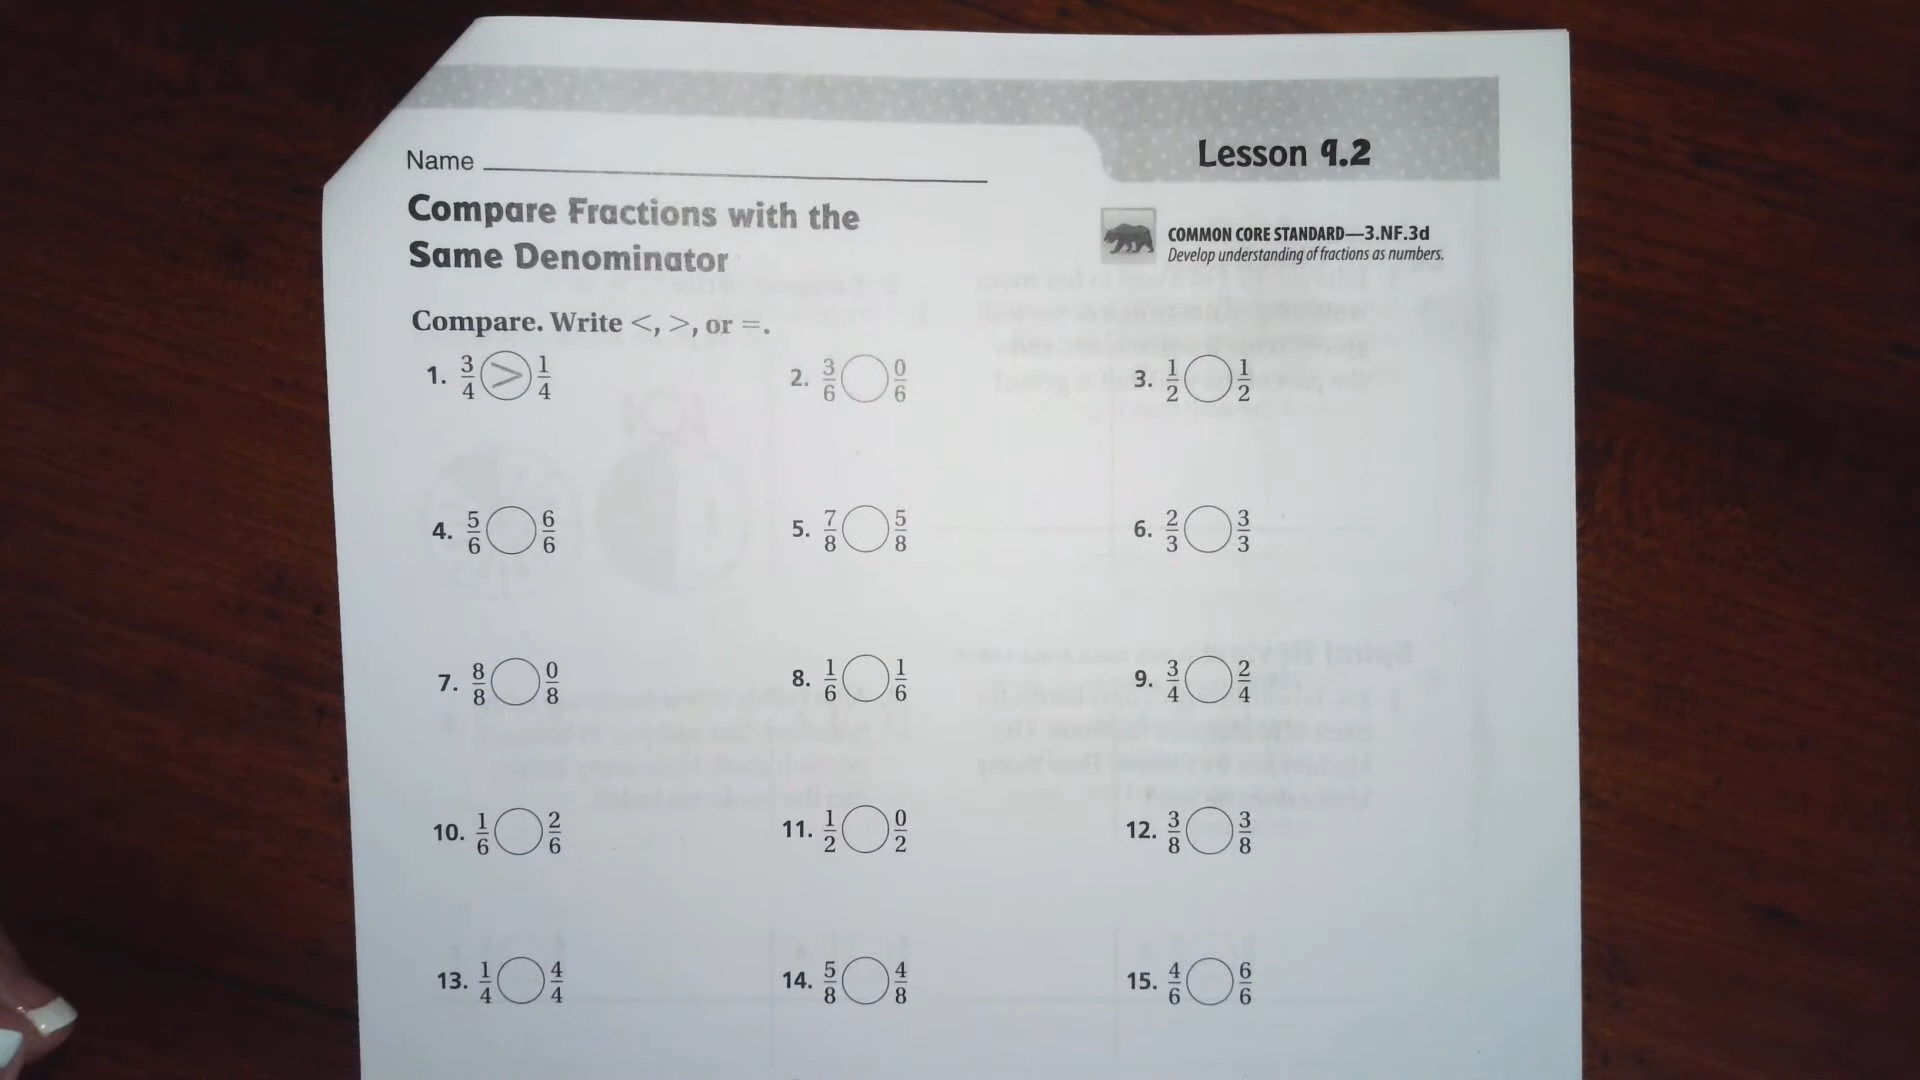 Lesson 9.2
Name
Compare Fractions with the
Same Denominator
COMMON CORE STANDARD—3.NF.3d
Develop understanding of fractions as numbers.
Compare. Write <, >, or =.
1. 3/4 > 1/4
2. 3/6 ◯ 0/6
3. 1/2 ◯ 1/2
4. 5/6 ◯ 6/6
5. 7/8 ◯ 5/8
6. 2/3 ◯ 3/3
7. 8/8 ◯ 0/8
8. 1/6 ◯ 1/6
9. 3/4 ◯ 2/4
10. 1/6 ◯ 2/6
11. 1/2 ◯ 0/2
12. 3/8 ◯ 3/8
13. 1/4 ◯ 4/4
14. 5/8 ◯ 4/8
15. 4/6 ◯ 6/6